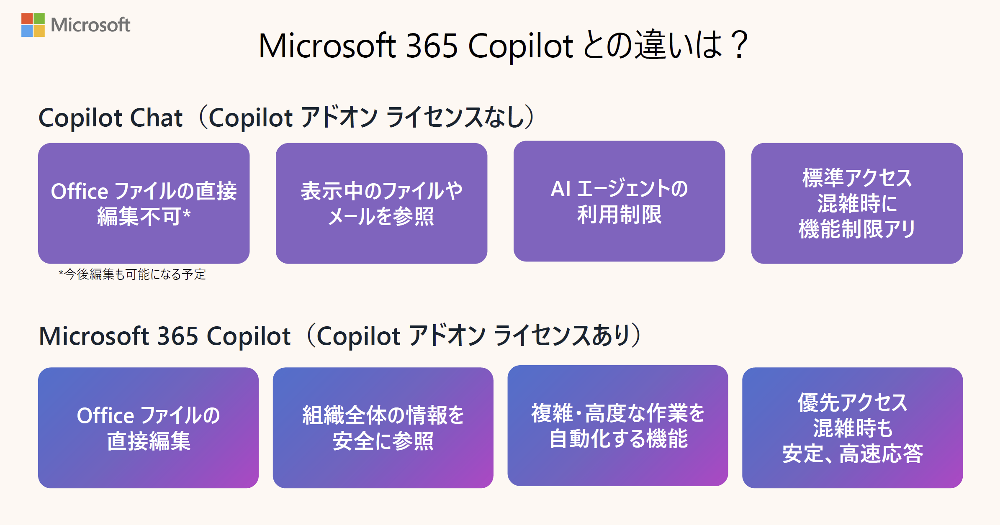 Microsoft
Microsoft 365 Copilot との違いは？
Copilot Chat（Copilot アドオン ライセンスなし）
Office ファイルの直接
編集不可*
表示中のファイルや
メールを参照
AI エージェントの
利用制限
標準アクセス
混雑時に
機能制限アリ
*今後編集も可能になる予定
Microsoft 365 Copilot（Copilot アドオン ライセンスあり）
Office ファイルの
直接編集
組織全体の情報を
安全に参照
複雑・高度な作業を
自動化する機能
優先アクセス
混雑時も
安定、高速応答